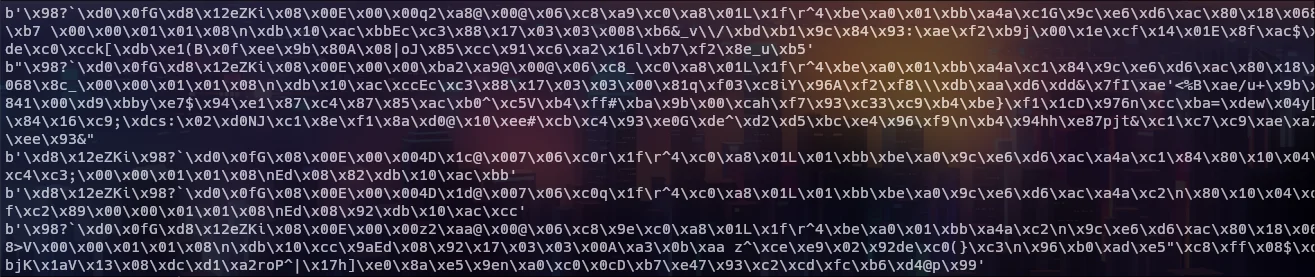 b'\x98?`\xd0\x0fG\xd8\x12eZKi\x08\x00E\x00\x00q2\xa8@\x00@\x06\xc8\xa9\xc0\xa8\x01L\x1f\r^4\xbe\xa0\x01\xbb\xa4a\xc1G\x9c\xe6\xd6\xac\x80\x18\x06
\xb7 \x00\x00\x01\x01\x08\n\xdb\x10\xac\xbbEc\xc3\x88\x17\x03\x03\x008\xb6&_v\\/\xbd\xb1\x9c\x84\x93:\xae\xf2\xb9j\x00\x1e\xcf\x14\x01E\x8f\xac$\
de\xc0\xcck[\xdb\xe1(B\x0f\xee\x9b\x80A\x08|oJ\x85\xcc\x91\xc6\xa2\x16l\xb7\xf2\x8e_u\xb5'
b"\x98?`\xd0\x0fG\xd8\x12eZKi\x08\x00E\x00\x00\xba2\xa9@\x00@\x06\xc8_\xc0\xa8\x01L\x1f\r^4\xbe\xa0\x01\xbb\xa4a\xc1\x84\x9c\xe6\xd6\xac\x80\x18\
068\x8c_\x00\x00\x01\x01\x08\n\xdb\x10\xac\xccEc\xc3\x88\x17\x03\x03\x00\x81q\xf03\xc8iY\x96A\xf2\xf8\\\xdb\xaa\xd6\xdd&\x7fI\xae'<%B\xae/u+\x9b\
841\x00\xd9\xbby\xe7$\x94\xe1\x87\xc4\x87\x85\xac\xb0^\xc5V\xb4\xff#\xba\x9b\x00\xcah\xf7\x93\xc33\xc9\xb4\xbe}\xf1\x1cD\x976n\xcc\xba=\xdew\x04y
\x84\x16\xc9;\xdcs:\x02\xd0NJ\xc1\x8e\xf1\x8a\xd0@\x10\xee#\xcb\xc4\x93\xe0G\xde^\xd2\xd5\xbc\xe4\x96\xf9\n\xb4\x94hh\xe87pjt&\xc1\xc7\xc9\xae\xa7
\xee\x93&"
b'\xd8\x12eZKi\x98?`\xd0\x0fG\x08\x00E\x00\x004D\x1c@\x007\x06\xc0r\x1f\r^4\xc0\xa8\x01L\x01\xbb\xbe\xa0\x9c\xe6\xd6\xac\xa4a\xc1\x84\x80\x10\x04\
xc4\xc3;\x00\x00\x01\x01\x08\nEd\x08\x82\xdb\x10\xac\xbb'
b'\xd8\x12eZKi\x98?`\xd0\x0fG\x08\x00E\x00\x004D\x1d@\x007\x06\xc0q\x1f\r^4\xc0\xa8\x01L\x01\xbb\xbe\xa0\x9c\xe6\xd6\xac\xa4a\xc2\n\x80\x10\x04\x
f\xc2\x89\x00\x00\x01\x01\x08\nEd\x08\x92\xdb\x10\xac\xcc'
b'\x98?`\xd0\x0fG\xd8\x12eZKi\x08\x00E\x00\x00z2\xaa@\x00@\x06\xc8\x9e\xc0\xa8\x01L\x1f\r^4\xbe\xa0\x01\xbb\xa4a\xc2\n\x9c\xe6\xd6\xac\x80\x18\x06
8>V\x00\x00\x01\x01\x08\n\xdb\x10\xcc\x9aEd\x08\x92\x17\x03\x03\x00A\xa3\x0b\xaa z^\xce\xe9\x02\x92de\xc0(}\xc3\n\x96\xb0\xad\xe5"\xc8\xff\x08$\x
bjK\x1aV\x13\x08\xdc\xd1\xa2roP^|\x17h]\xe0\x8a\xe5\x9en\xa0\xc0\x0cD\xb7\xe47\x93\xc2\xcd\xfc\xb6\xd4@p\x99'